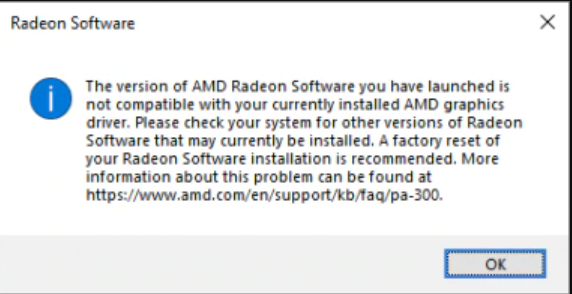 Radeon Software
The version of AMD Radeon Software you have launched is
not compatible with your currently installed AMD graphics
driver. Please check your system for other versions of Radeon
Software that may currently be installed. A factory reset of
your Radeon Software installation is recommended. More
information about this problem can be found at
https://www.amd.com/en/support/kb/faq/pa-300.
OK